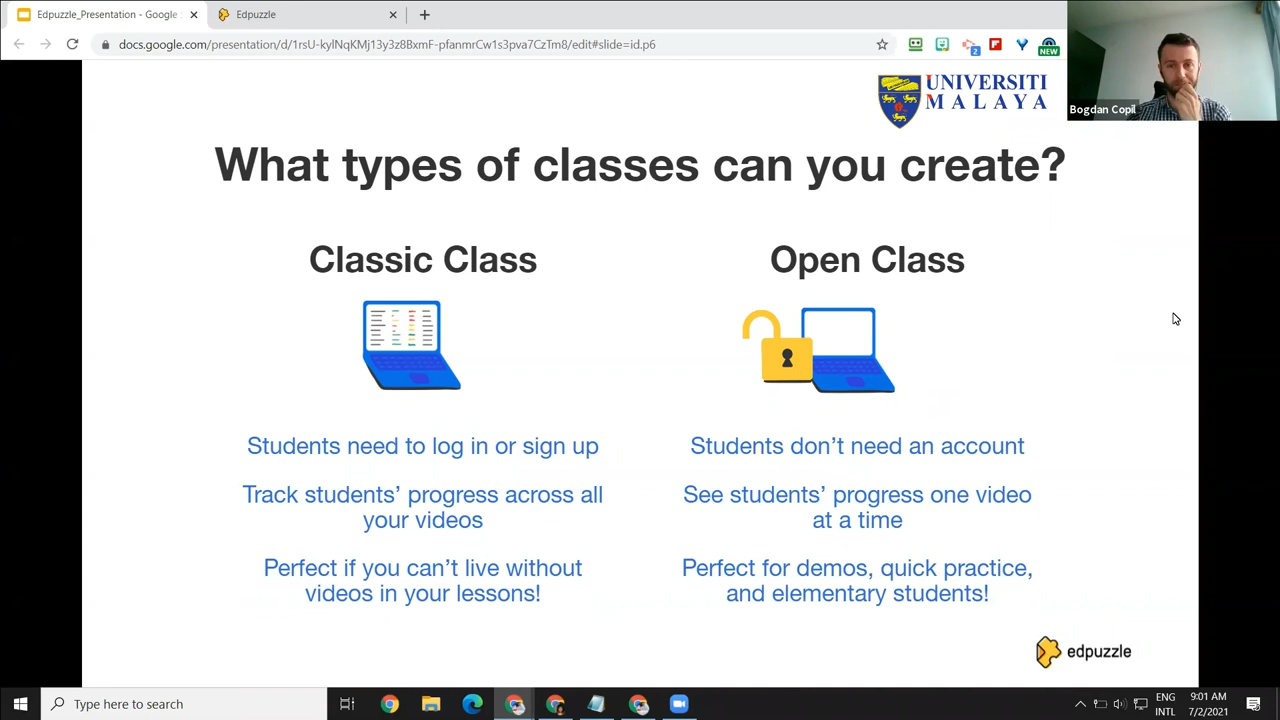 Edpuzzle_Presentation - Google
Edpuzzle
docs.google.com/presentation/d/1rsU-kylNqNMj13y3z8BxmF-pfanmrCw1s3pva7CzTm8/edit#slide=id.p6
2
NEW
Bogdan Copil
UNIVERSITI
MALAYA
What types of classes can you create?
Classic Class
Students need to log in or sign up
Track students’ progress across all
your videos
Perfect if you can’t live without
videos in your lessons!
Open Class
Students don’t need an account
See students’ progress one video
at a time
Perfect for demos, quick practice,
and elementary students!
edpuzzle
Type here to search
ENG
INTL
9:01 AM
7/2/2021